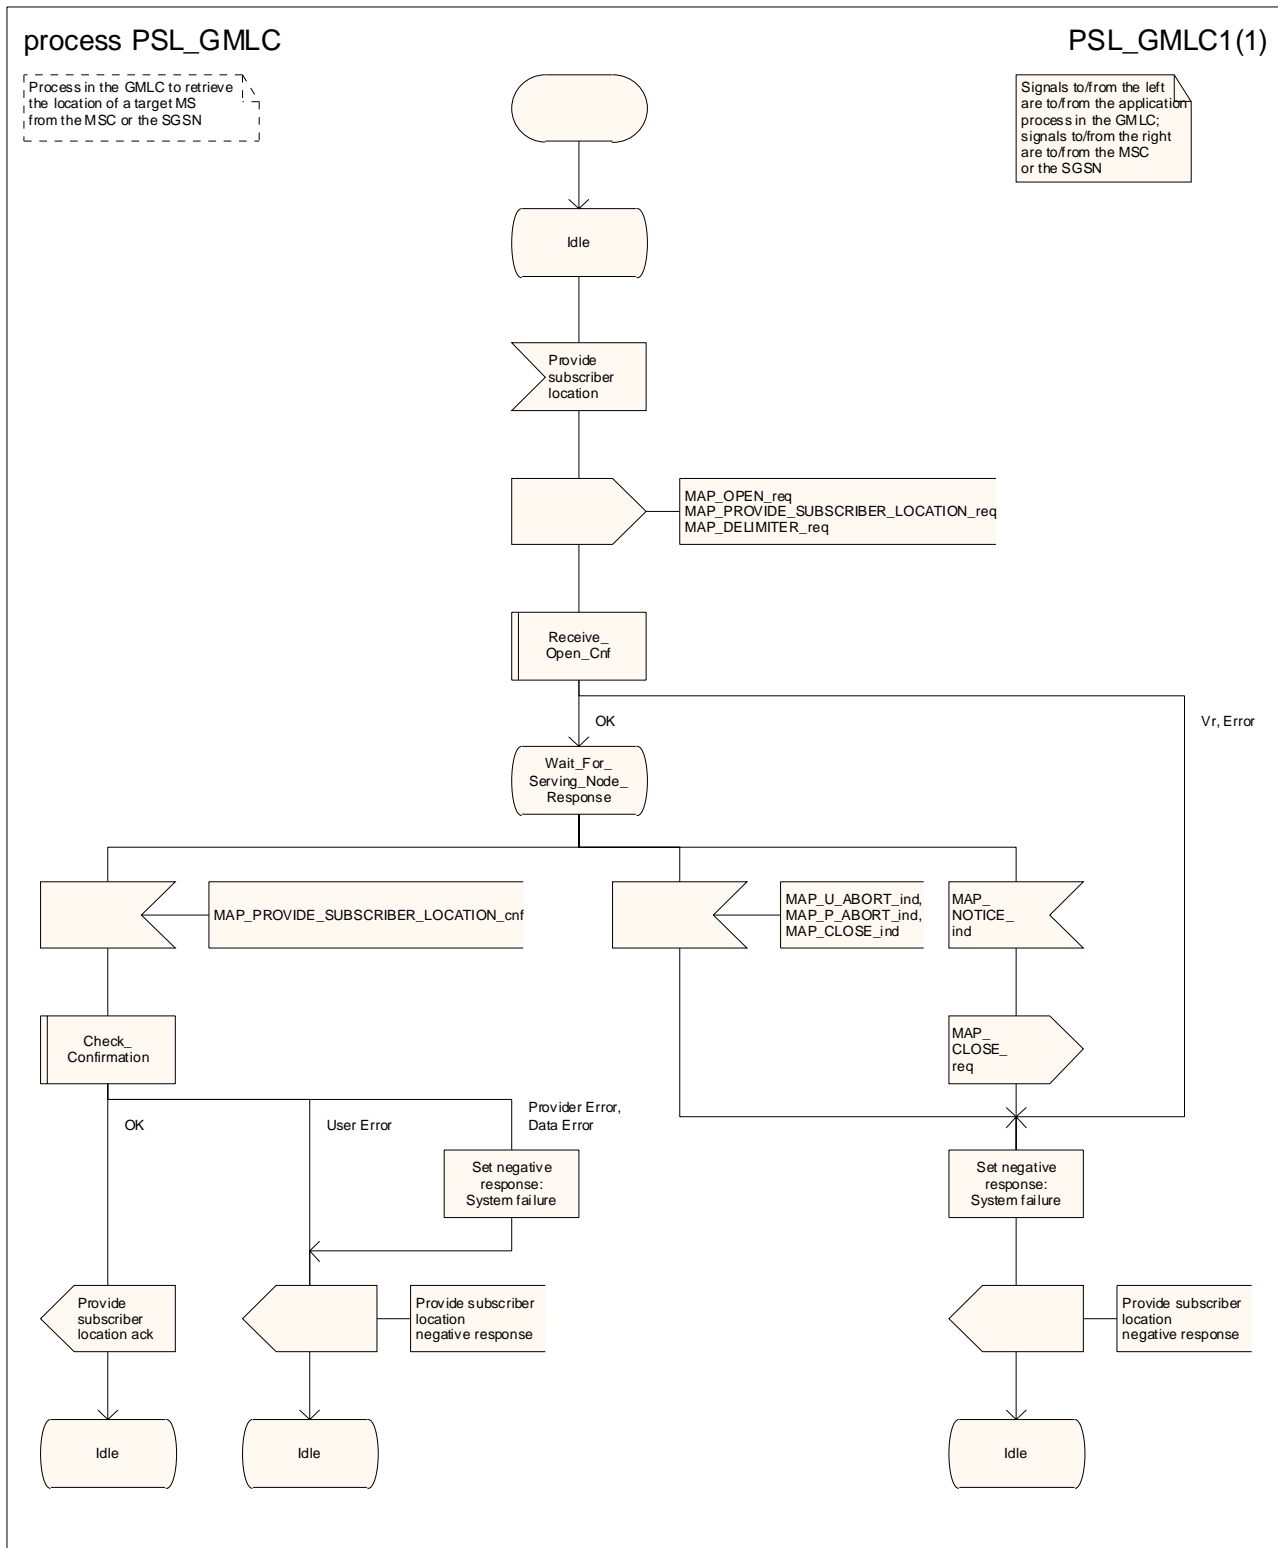 process PSL_GMLC
PSL_GMLC1(1)
Process in the GMLC to retrieve
the location of a target MS
from the MSC or the SGSN
Signals to/from the left
are to/from the application
process in the GMLC;
signals to/from the right
are to/from the MSC
or the SGSN
Idle
Provide
subscriber
location
MAP_OPEN_req
MAP_PROVIDE_SUBSCRIBER_LOCATION_req
MAP_DELIMITER_req
Receive_
Open_Cnf
OK
Vr, Error
Wait_For_
Serving_Node_
Response
MAP_PROVIDE_SUBSCRIBER_LOCATION_cnf
MAP_U_ABORT_ind,
MAP_P_ABORT_ind,
MAP_CLOSE_ind
MAP_
NOTICE_
ind
Check_
Confirmation
MAP_
CLOSE_
req
OK
User Error
Provider Error,
Data Error
Set negative
response:
System failure
Set negative
response:
System failure
Provide
subscriber
location ack
Provide subscriber
location
negative response
Provide subscriber
location
negative response
Idle
Idle
Idle